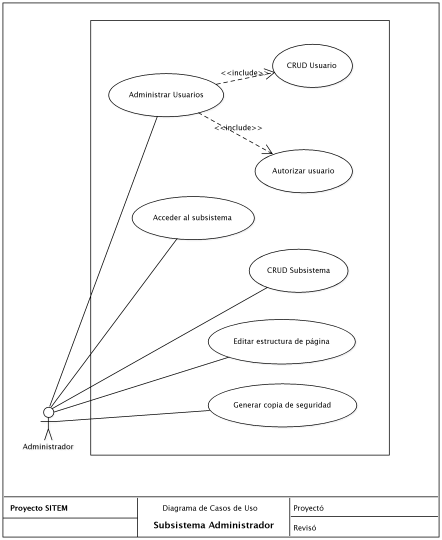 CRUD Usuario
<<include>>
Administrar Usuarios
<<include>>
Autorizar usuario
Acceder al subsistema
CRUD Subsistema
Editar estructura de página
Generar copia de seguridad
Administrador
Proyecto SITEM
Diagrama de Casos de Uso
Subsistema Administrador
Proyectó
Revisó